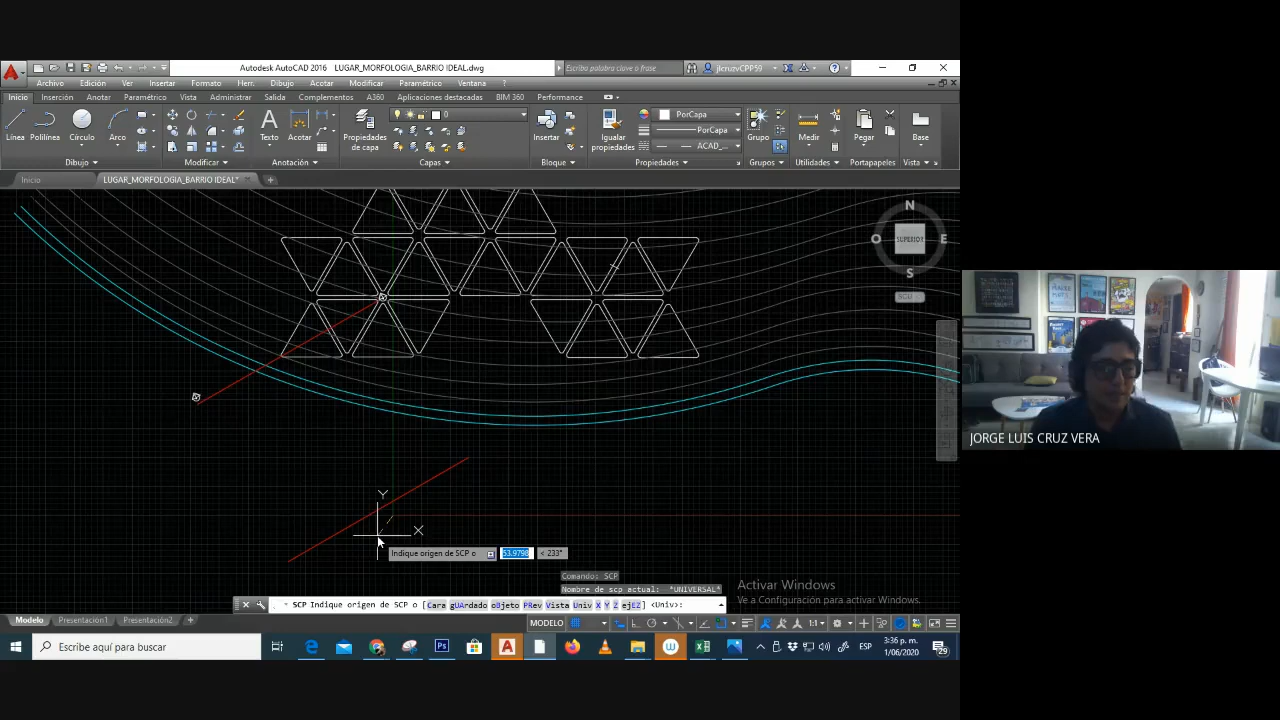 Autodesk AutoCAD 2016 LUGAR_MORFOLOGIA_BARRIO IDEAL.dwg
Escriba palabra clave o frase
jlcruzvCPP59
Archivo Edición Ver Insertar Formato Herr. Dibujo Acotar Modificar Paramétrico Ventana ?
Inicio Inserción Anotar Paramétrico Vista Administrar Salida Complementos A360 Aplicaciones destacadas BIM 360 Performance
Línea Polilínea Círculo Arco
Texto Acotar
Propiedades
de capa
0
Insertar
Igualar
propiedades
PorCapa
PorCapa
ACAD_...
Grupo
Medir
Pegar
Base
Dibujo Modificar Anotación Capas Bloque Propiedades Grupos Utilidades Portapapeles Vista
Inicio LUGAR_MORFOLOGIA_BARRIO IDEAL*
N
O SUPERIOR E
S
SCU
JORGE LUIS CRUZ VERA
Y
X
Indique origen de SCP o 53.9798 < 233°
Comando: SCP
Nombre de scp actual: *UNIVERSAL*
SCP Indique origen de SCP o [Cara gUArdado oBjeto PRev Vista Univ X Y Z ejEZ] <Univ>:
Activar Windows
Ve a Configuración para activar Windows.
Modelo Presentación1 Presentación2
MODELO 1:1
Escribe aquí para buscar
ESP
3:36 p. m.
1/06/2020
29